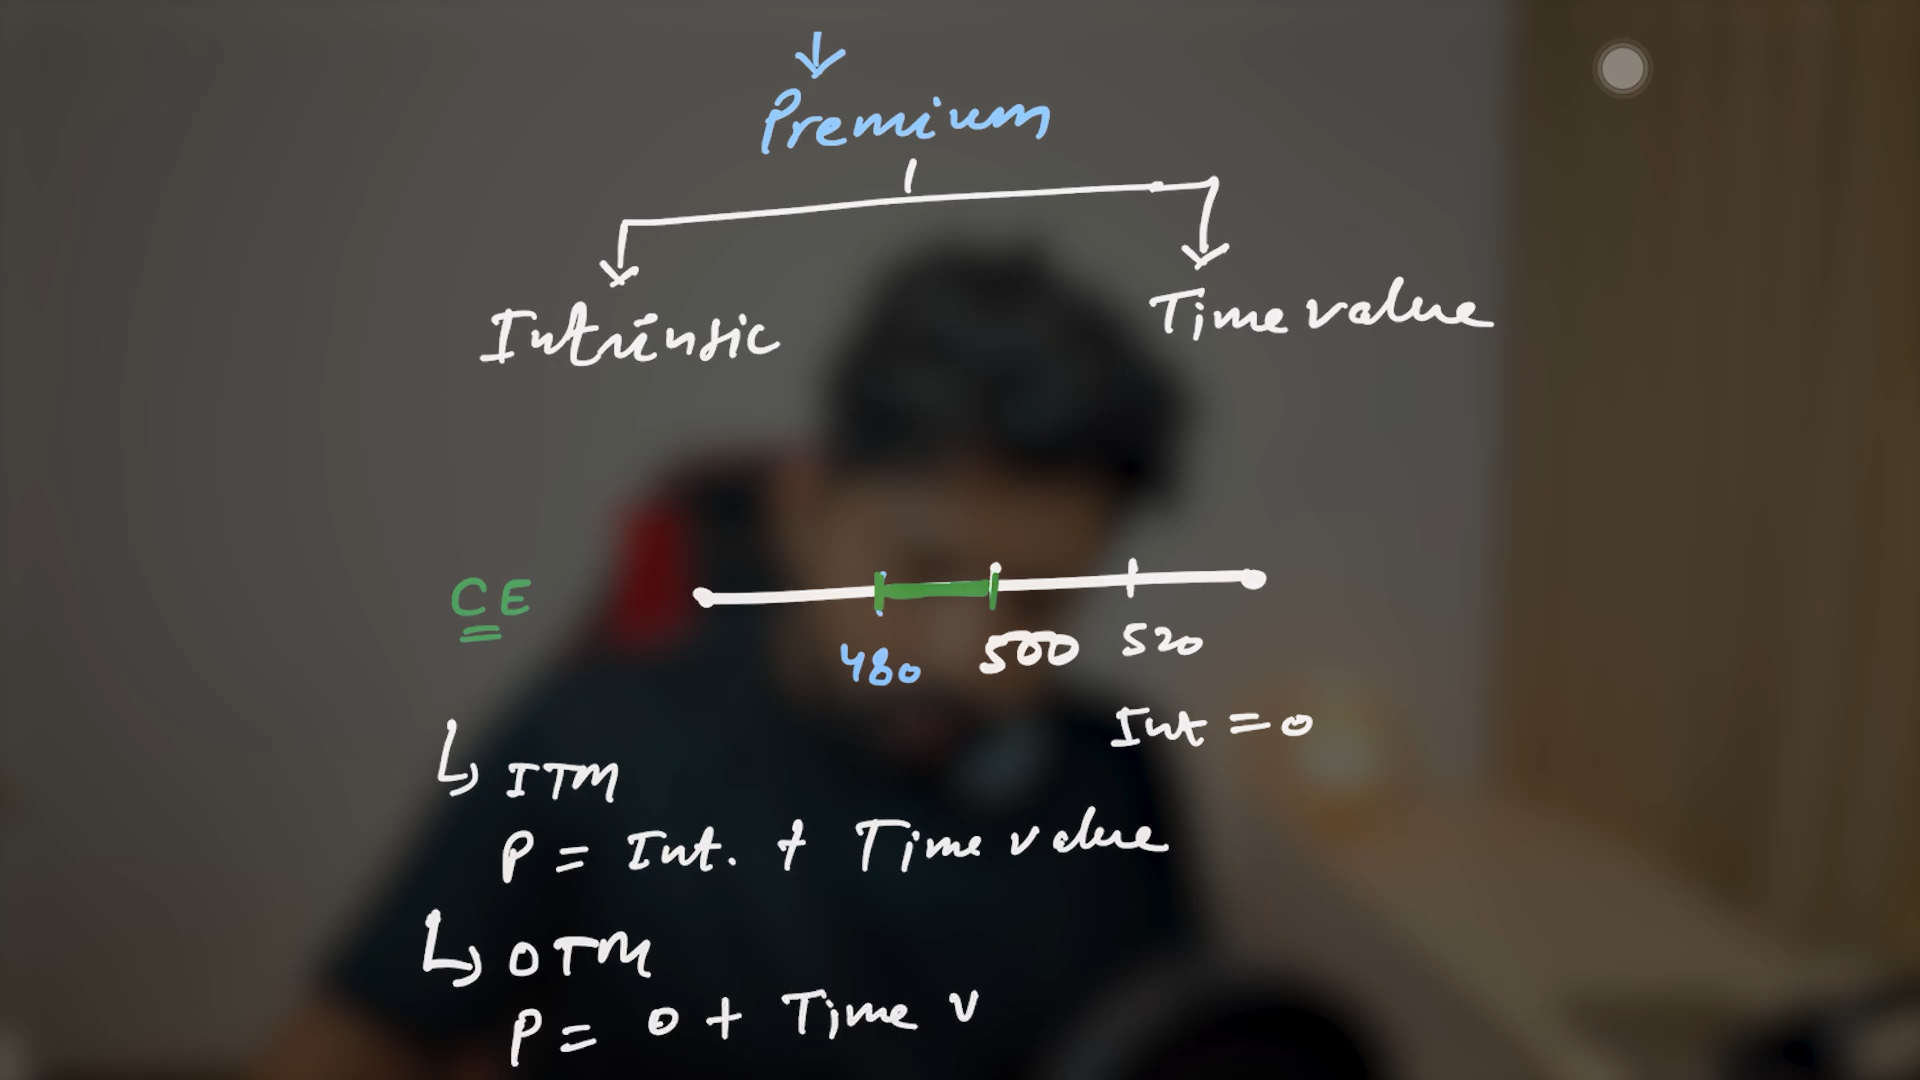 Premium
Intrinsic Time value
CE
480 500 520
Int = 0
ITM
P = Int. + Time value
OTM
P = 0 + Time v